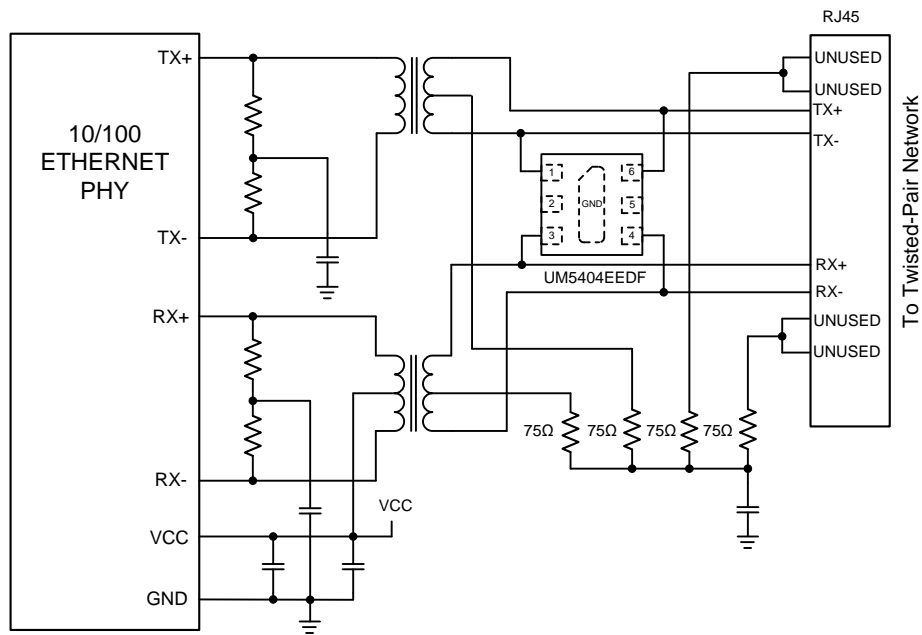 RJ45
TX+
10/100
ETHERNET
PHY
TX-
RX+
RX-
VCC
GND
VCC
1
2
3
GND
6
5
4
UM5404EEDF
75Ω
75Ω
75Ω
75Ω
UNUSED
UNUSED
TX+
TX-
RX+
RX-
UNUSED
UNUSED
To Twisted-Pair Network